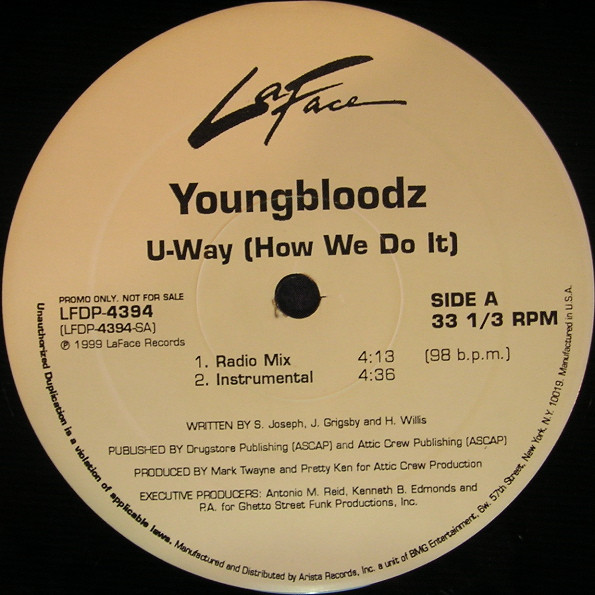 LaFace
Youngbloodz
U-Way (How We Do It)
PROMO ONLY. NOT FOR SALE
LFDP-4394
(LFDP-4394-SA)
℗ 1999 LaFace Records
SIDE A
33 1/3 RPM
1. Radio Mix 4:13 (98 b.p.m.)
2. Instrumental 4:36
WRITTEN BY S. Joseph, J. Grigsby and H. Willis
PUBLISHED BY Drugstore Publishing (ASCAP) and Attic Crew Publishing (ASCAP)
PRODUCED BY Mark Twayne and Pretty Ken for Attic Crew Production
EXECUTIVE PRODUCERS: Antonio M. Reid, Kenneth B. Edmonds and
P.A. for Ghetto Street Funk Productions, Inc.
Unauthorized Duplication is a violation of applicable laws. Manufactured and Distributed by Arista Records, Inc. a unit of BMG Entertainment, 6w. 57th Street, New York, N.Y. 10019. Manufactured in U.S.A.